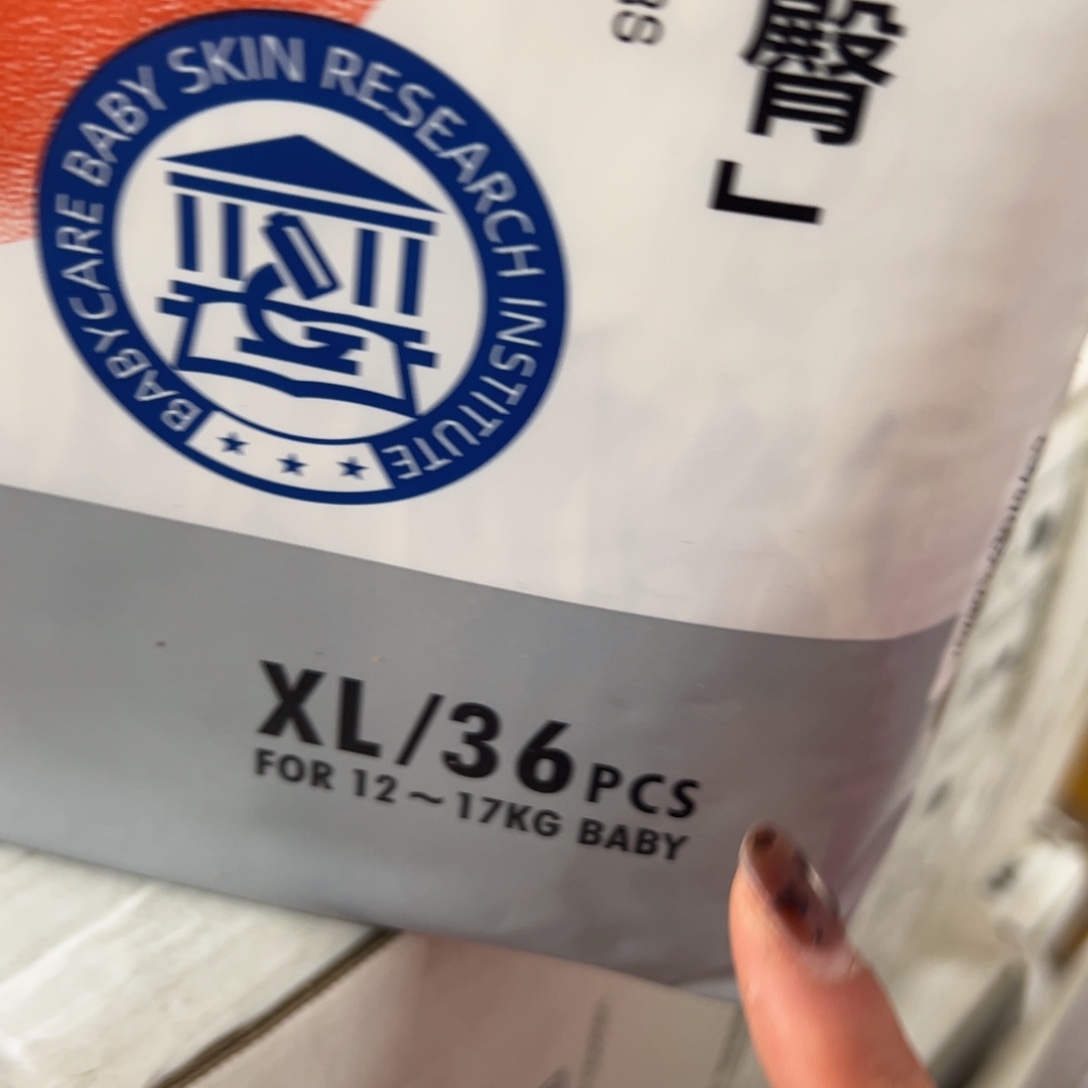 BABYCARE BABY SKIN RESEARCH INSTITUTE
臀」
XL/36PCS
FOR 12~17KG BABY